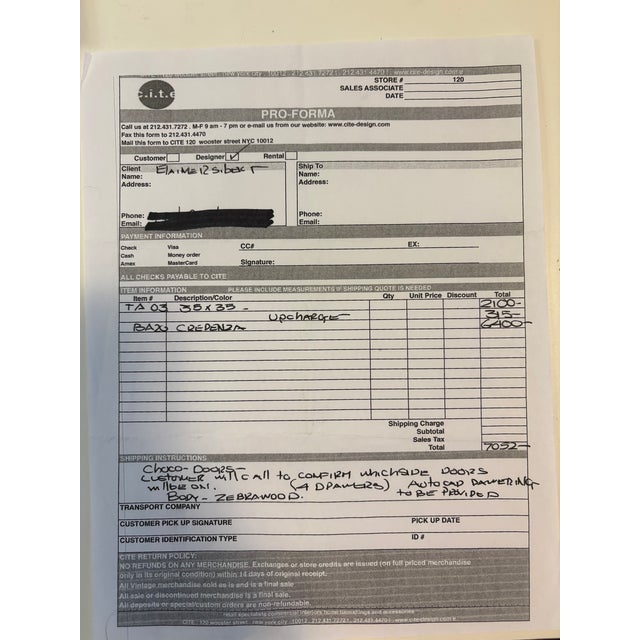 c.i.t.e
STORE # 120
SALES ASSOCIATE
DATE
PRO-FORMA
Call us at 212.431.7272 . M-F 9 am - 7 pm or e-mail us from our website: www.cite-design.com
Fax this form to 212.431.4470
Mail this form to CITE 120 wooster street NYC 10012
Customer Designer ✓ Rental
Client
Name:
Address:
Phone:
Email:
Ship To
Name:
Address:
Phone:
Email:
PAYMENT INFORMATION
Check Visa CC# EX:
Cash Money order
Amex MasterCard Signature:
ALL CHECKS PAYABLE TO CITE
ITEM INFORMATION PLEASE INCLUDE MEASUREMENTS IF SHIPPING QUOTE IS NEEDED
Item # Description/Color Qty Unit Price Discount Total
TA 03 35x35 - 2100-
UPCHARGE 315-
CREDENZA 6400-
Shipping Charge
Subtotal
Sales Tax
Total 7052-
SHIPPING INSTRUCTIONS
CHOCO-DOORS-
CUSTOMER will CALL TO CONFIRM WHICH SIDE DOORS
will BE ON. (4 DRAWERS) AUTOCAD
BODY- ZEBRAWOOD. TO BE PROVIDED
TRANSPORT COMPANY
CUSTOMER PICK UP SIGNATURE PICK UP DATE
CUSTOMER IDENTIFICATION TYPE ID #
CITE RETURN POLICY:
NO REFUNDS ON ANY MERCHANDISE. Exchanges or store credits are issued (on full priced merchandise
only in its original condition) within 14 days of original receipt.
All Vintage merchandise sold as is and is a final sale
All sale or discontinued merchandise is a final sale.
All deposits or special/custom orders are non-refundable.